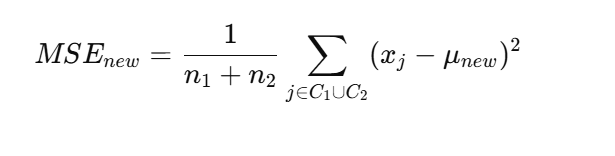 MSE_{new} = \frac{1}{n_1 + n_2} \sum_{j \in C_1 \cup C_2} (x_j - \mu_{new})^2